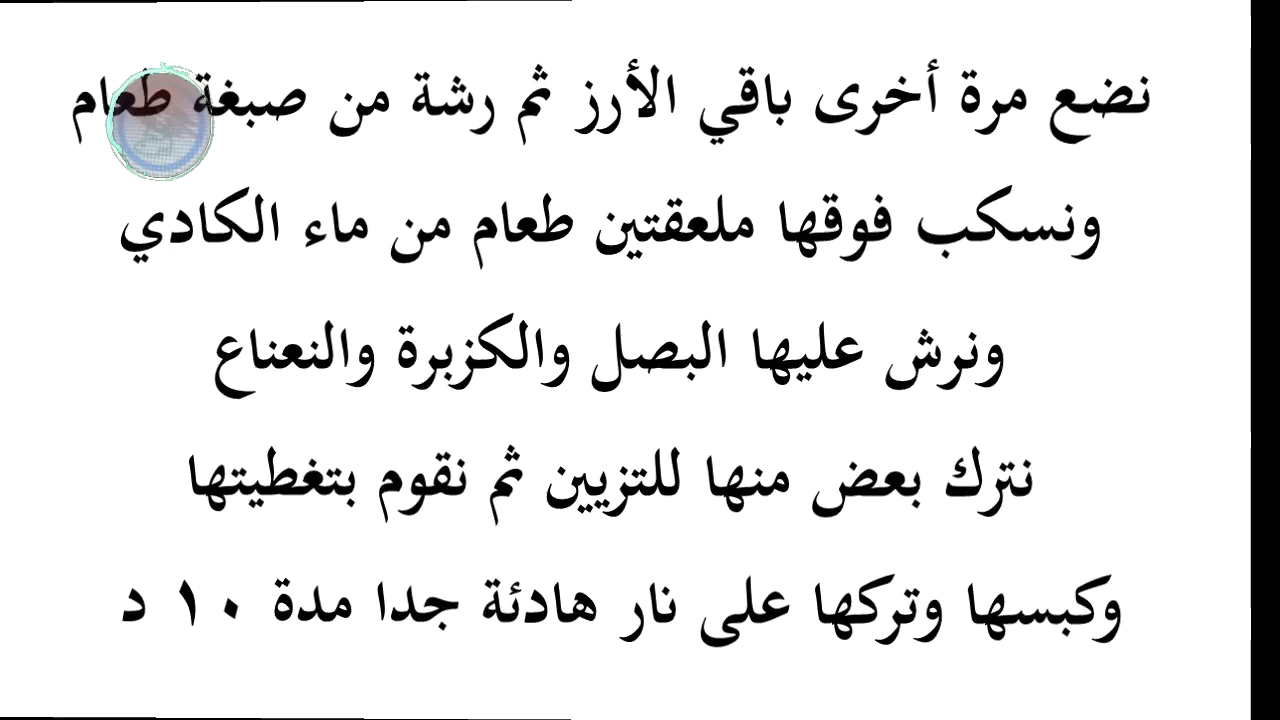 نضع مرة أخرى باقي الأرز ثم رشة من صبغة طعام
ونسكب فوقها ملعقتين طعام من ماء الكادي
ونرش عليها البصل والكزبرة والنعناع
نترك بعض منها للتزيين ثم نقوم بتغطيتها
وكبسها وتركها على نار هادئة جدا مدة ١٠ د